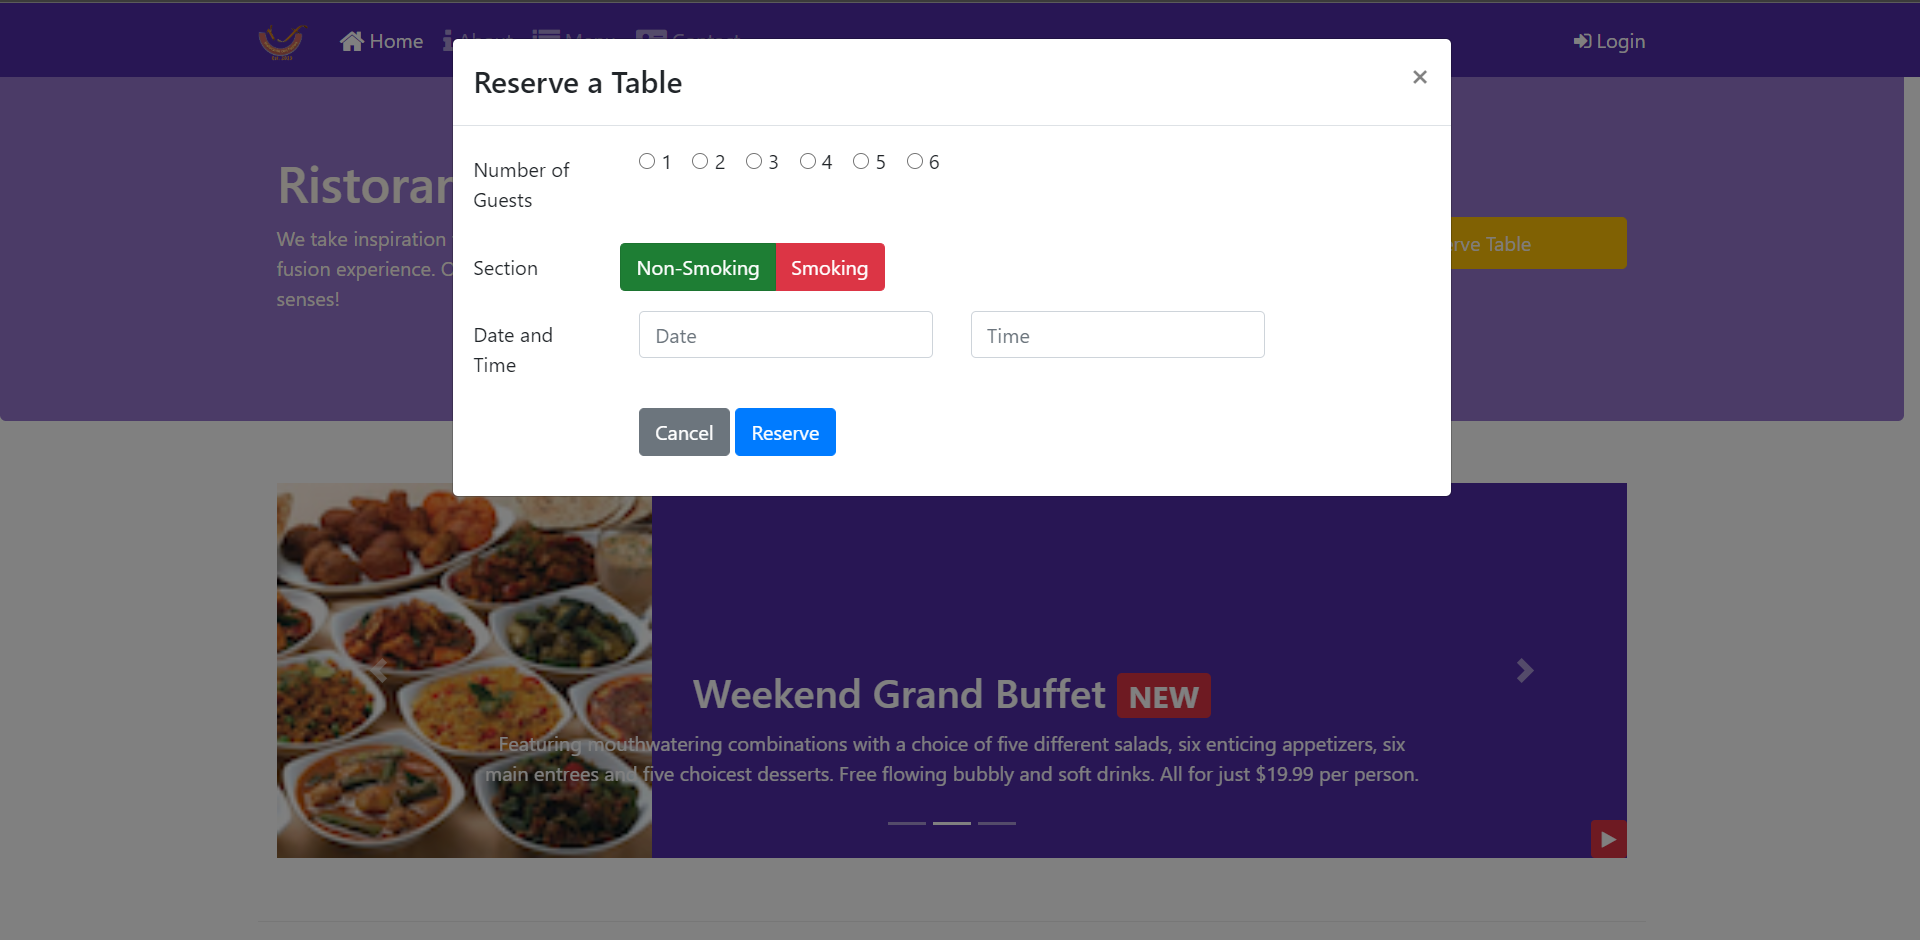 Home
Login
Reserve a Table
×
Number of
Guests
1 2 3 4 5 6
Ristoran
We take inspiration
fusion experience.
senses!
Section
Non-Smoking Smoking
Table
Date and
Time
Date
Time
Cancel Reserve
Weekend Grand Buffet NEW
Featuring mouthwatering combinations with a choice of five different salads, six enticing appetizers, six
main entrees and five choicest desserts. Free flowing bubbly and soft drinks. All for just $19.99 per person.